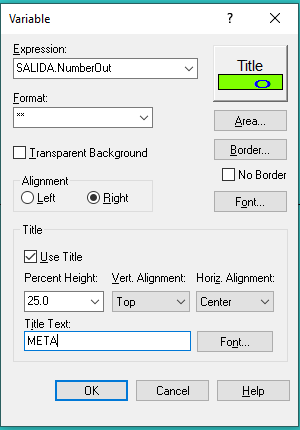 Variable
Expression:
SALIDA.NumberOut
Title
0
Format:
**
Area...
Transparent Background
Border...
No Border
Alignment
Left
Right
Font...
Title
Use Title
Percent Height:
Vert. Alignment:
Horiz. Alignment:
25.0
Top
Center
Title Text:
META
Font...
OK
Cancel
Help